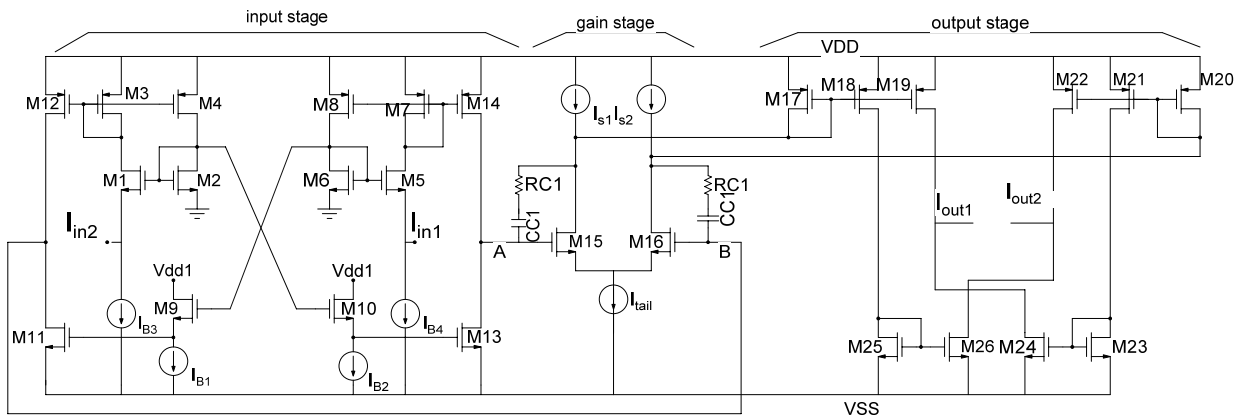 input stage
gain stage
output stage
VDD
M12
M3
M4
M8
M7
M14
Is1
Is2
M17
M18
M19
M22
M21
M20
M1
M2
M6
M5
RC1
RC1
CC1
CC1
Iin2
Iin1
A
M15
M16
B
Iout1
Iout2
Vdd1
Vdd1
M9
M10
IB3
IB4
Itail
M11
M13
IB1
IB2
M25
M26
M24
M23
VSS